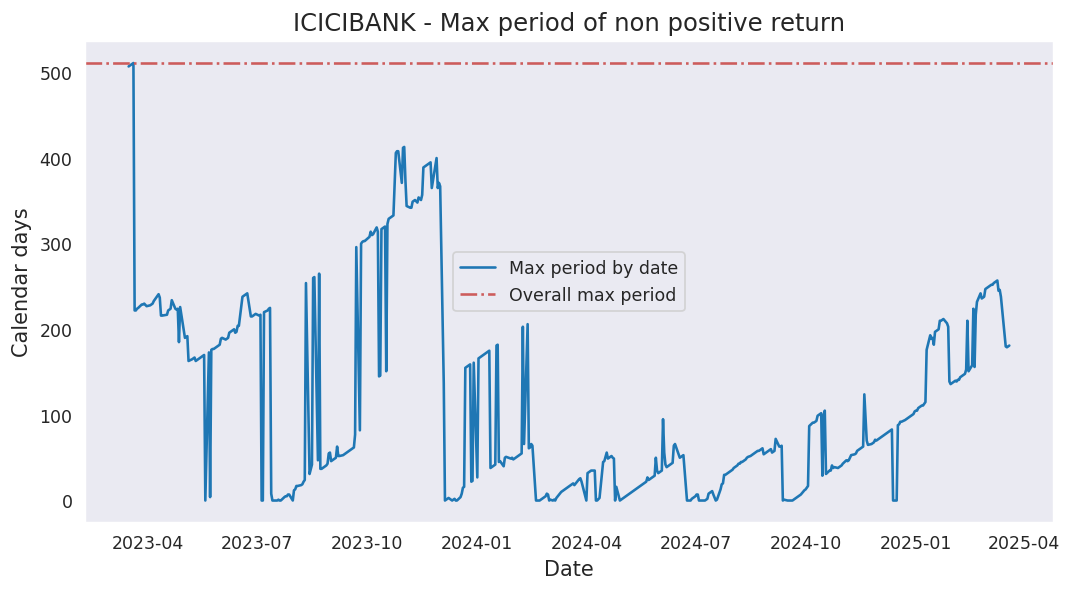 ICICIBANK - Max period of non positive return
500
400
300
200
100
0
Calendar days
Max period by date
Overall max period
2023-04 2023-07 2023-10 2024-01 2024-04 2024-07 2024-10 2025-01 2025-04
Date